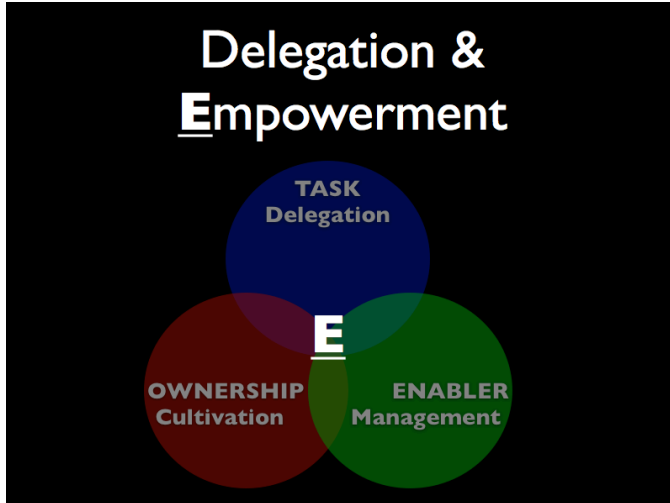 Delegation &
Empowerment
TASK
Delegation
E
OWNERSHIP
Cultivation
ENABLER
Management